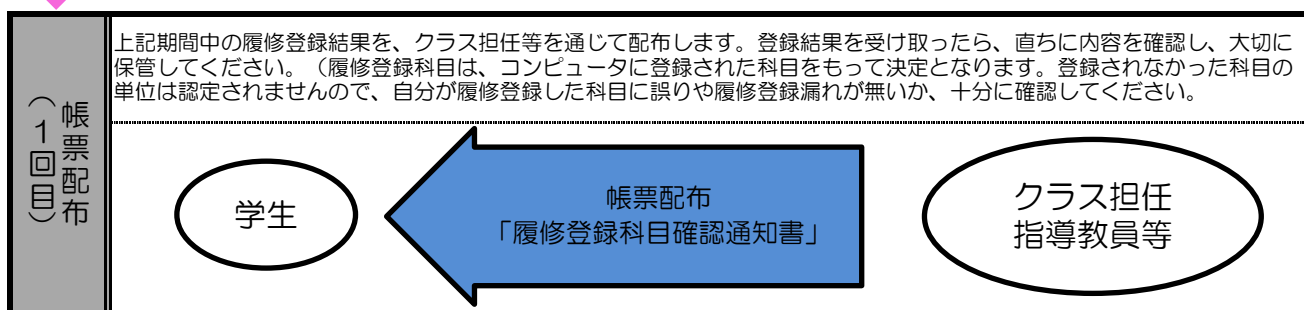 帳票配布
（１回目）
上記期間中の履修登録結果を、クラス担任等を通じて配布します。登録結果を受け取ったら、直ちに内容を確認し、大切に
保管してください。（履修登録科目は、コンピュータに登録された科目をもって決定となります。登録されなかった科目の
単位は認定されませんので、自分が履修登録した科目に誤りや履修登録漏れが無いか、十分に確認してください。
学生
帳票配布
「履修登録科目確認通知書」
クラス担任
指導教員等